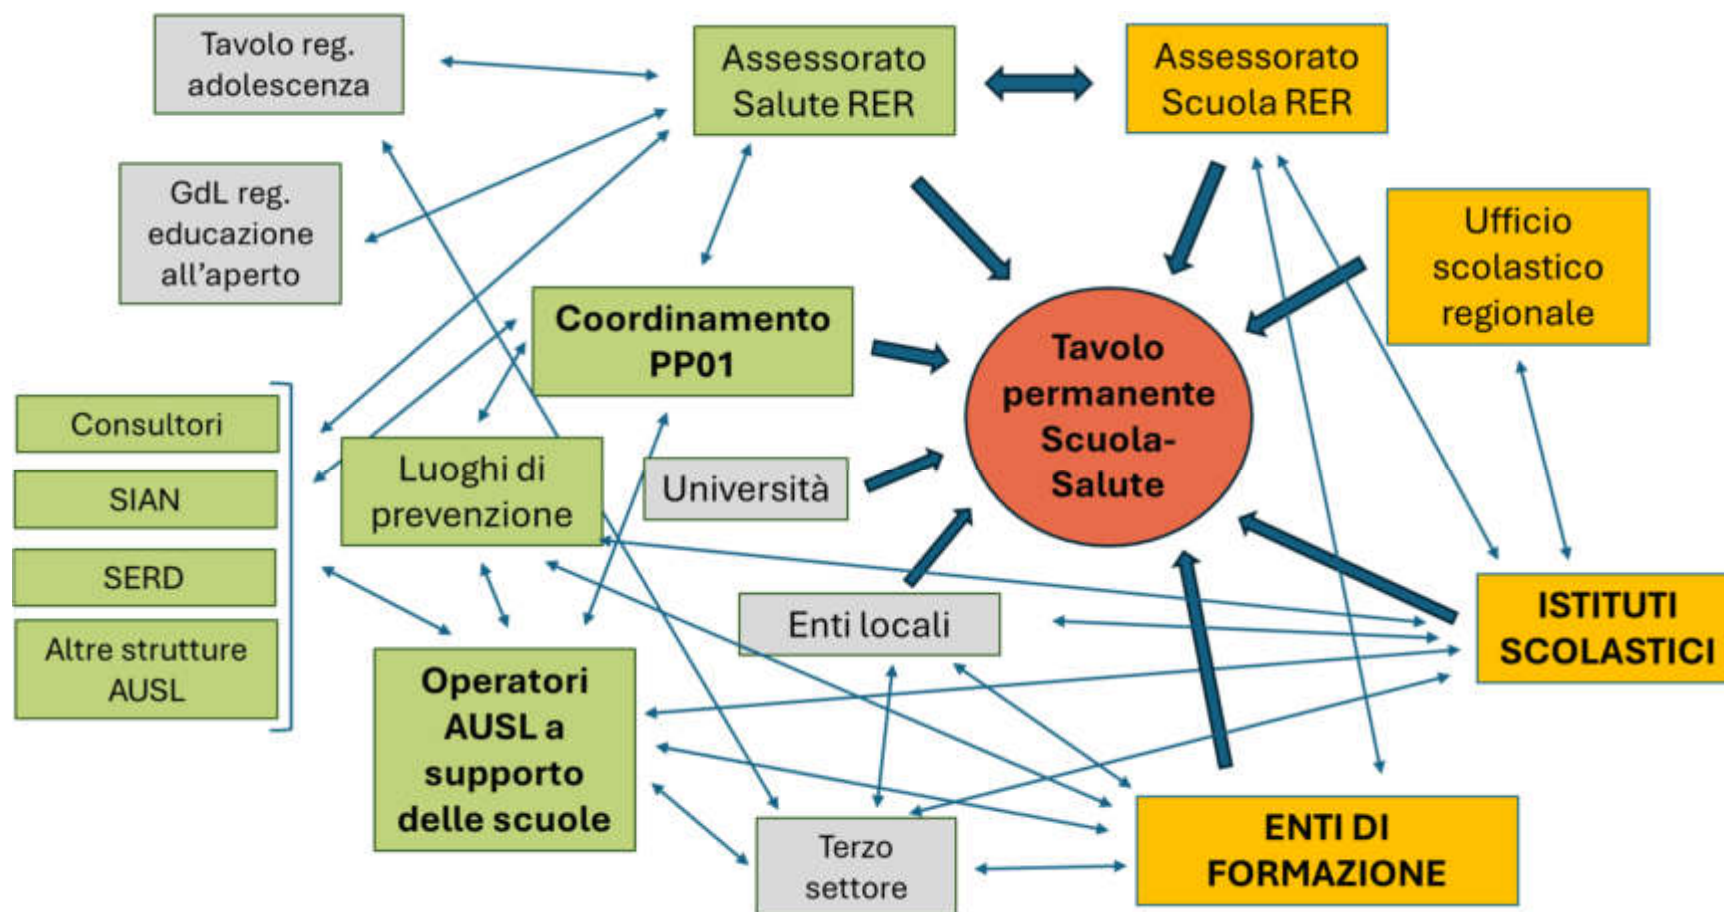 Tavolo reg.
adolescenza
Assessorato
Salute RER
Assessorato
Scuola RER
GdL reg.
educazione
all'aperto
Ufficio
scolastico
regionale
Coordinamento
PP01
Tavolo
permanente
Scuola-
Salute
Consultori
SIAN
SERD
Altre strutture
AUSL
Luoghi di
prevenzione
Università
Enti locali
ISTITUTI
SCOLASTICI
Operatori
AUSL a
supporto
delle scuole
Terzo
settore
ENTI DI
FORMAZIONE